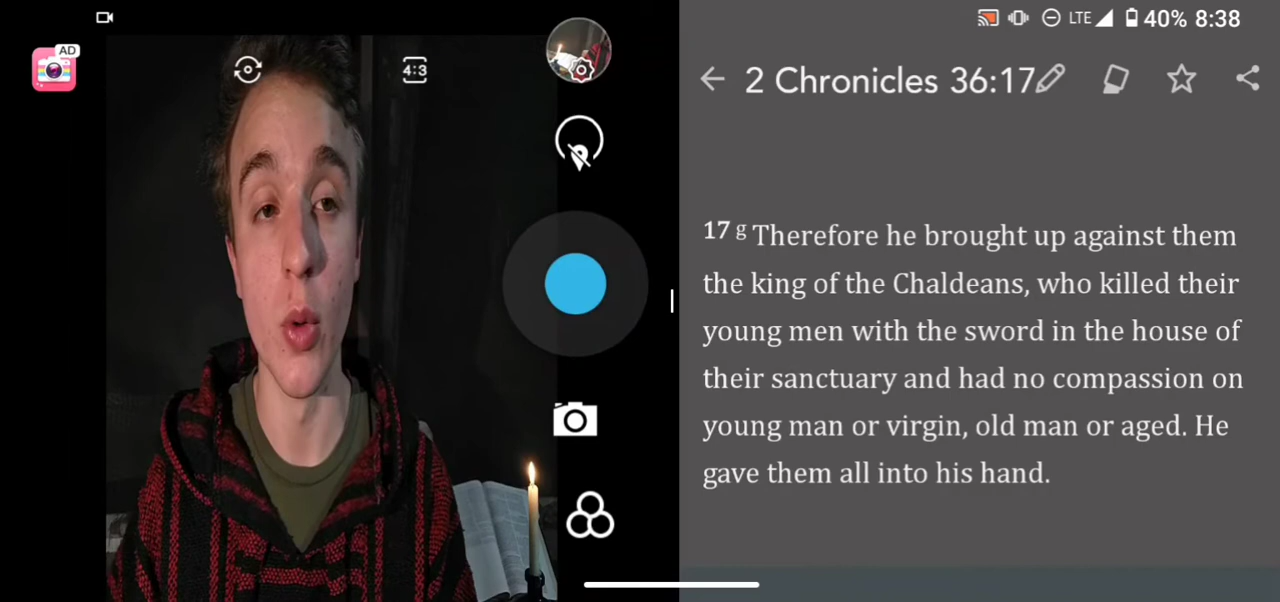 AD
4:3
LTE 40% 8:38
2 Chronicles 36:17
17 g Therefore he brought up against them
the king of the Chaldeans, who killed their
young men with the sword in the house of
their sanctuary and had no compassion on
young man or virgin, old man or aged. He
gave them all into his hand.